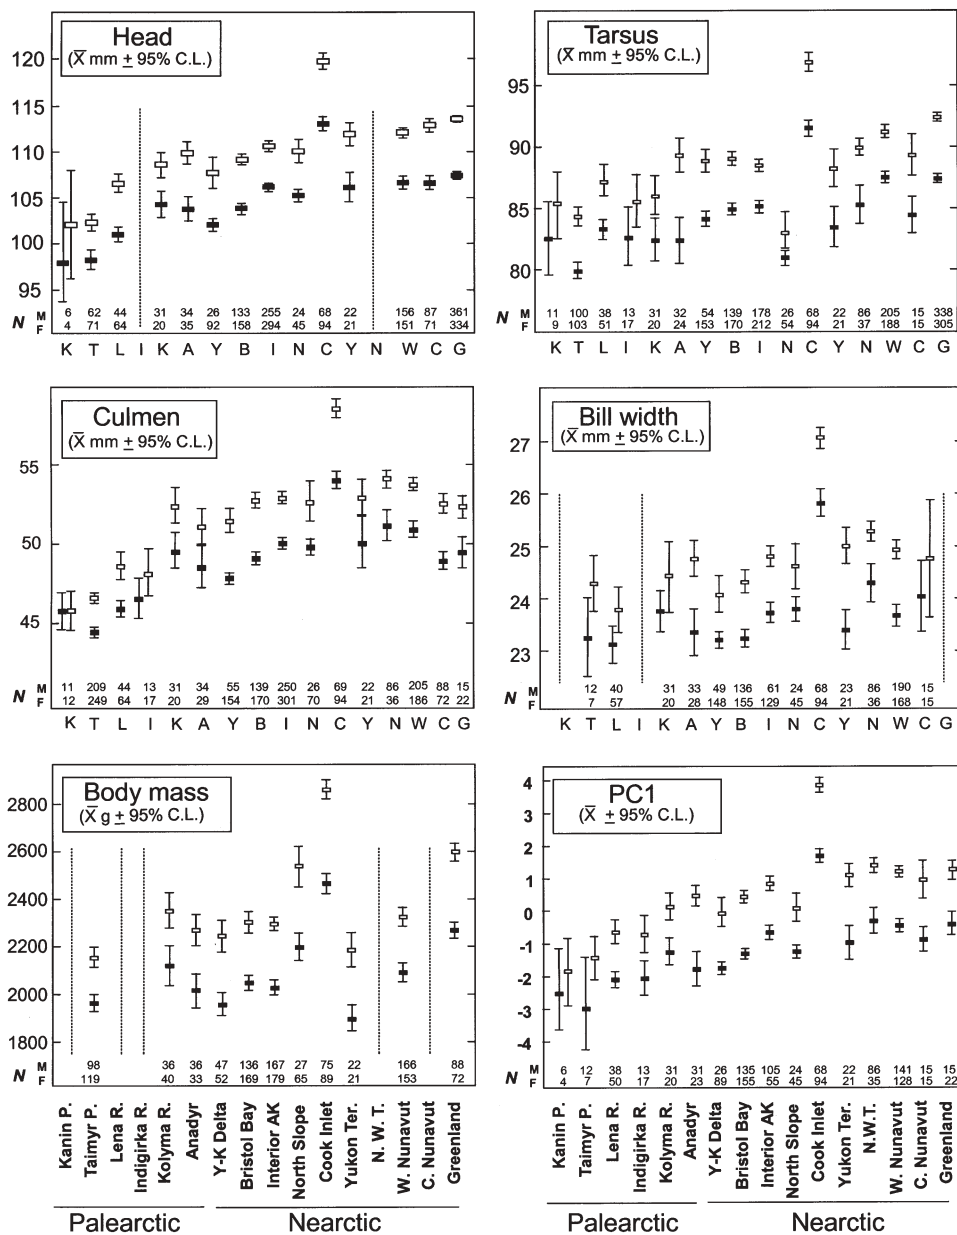 Head
(X̅ mm ± 95% C.L.)
120
114
110
105
100
95
M 6 62 44 31 34 26 133 255 24 68 22 156 87 361
N F 4 71 64 20 35 92 158 294 45 94 21 151 71 334
K T L I K A Y B I N C Y N W C G
Tarsus
(X̅ mm ± 95% C.L.)
95
90
85
80
N M 11 100 38 13 31 32 54 139 178 26 68 22 86 205 15 338
F 9 103 51 17 20 24 153 170 212 54 94 21 37 188 15 305
K T L I K A Y B I N C Y N W C G
Culmen
(X̅ mm ± 95% C.L.)
55
50
45
M 11 209 44 13 31 34 55 139 250 26 69 22 205 205 88 15
N F 12 249 64 17 20 29 154 170 301 70 94 21 36 186 72 22
K T L I K A Y B I N C Y N W C G
Bill width
(X̅ mm ± 95% C.L.)
27
26
25
24
23
M 12 40 31 33 49 136 61 24 68 23 86 190 15
N F 7 57 20 28 148 155 129 45 94 21 36 168 15
K T L I K A Y B I N C Y N W C G
Body mass
(X̅ g ± 95% C.L.)
2800
2600
2400
2200
2000
1800
M 98 36 36 47 136 167 27 75 22 166 88
N F 119 40 33 52 169 179 65 89 21 153 72
Kanin P.
Taimyr P.
Lena R.
Indigirka R.
Kolyma R.
Anadyr
Y-K Delta
Bristol Bay
Interior AK
North Slope
Cook Inlet
Yukon Ter.
N. W. T.
W. Nunavut
C. Nunavut
Greenland
Palearctic Nearctic
PC1
(X̅ ± 95% C.L.)
4
3
2
1
0
-1
-2
-3
-4
M 6 12 38 13 31 31 26 135 105 24 68 22 86 141 15 15
N F 4 7 50 17 20 23 89 155 55 45 94 21 35 128 15 22
Kanin P.
Taimyr P.
Lena R.
Indigirka R.
Kolyma R.
Anadyr
Y-K Delta
Bristol Bay
Interior AK
North Slope
Cook Inlet
Yukon Ter.
N.W.T.
W. Nunavut
C. Nunavut
Greenland
Palearctic Nearctic